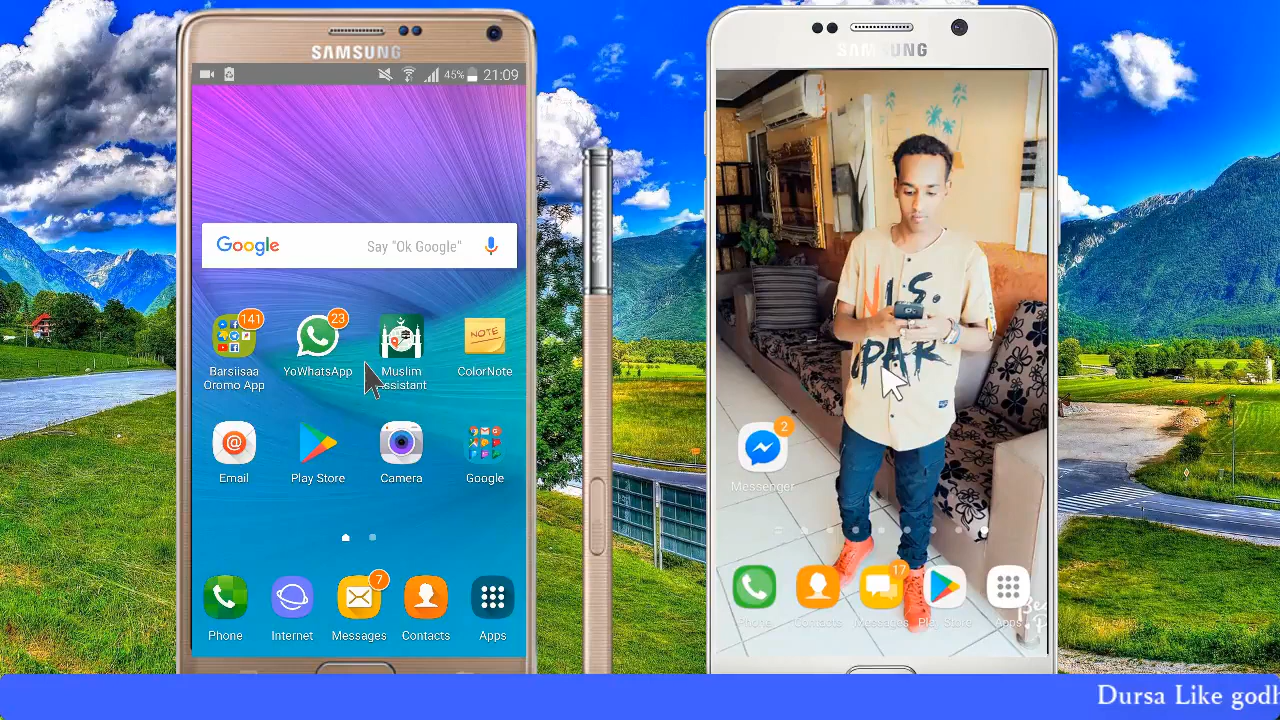 SAMSUNG
45% 21:09
Google Say "Ok Google"
141
23
Barsiisaa
Oromo App
YoWhatsApp
Muslim
Assistant
NOTE
ColorNote
Email
Play Store
Camera
Google
7
Phone
Internet
Messages
Contacts
Apps
SAMSUNG
SAMSUNG
PAR
2
Messenger
17
Phone
Contacts
Messages
Play Store
Apps
Dursa Like godh